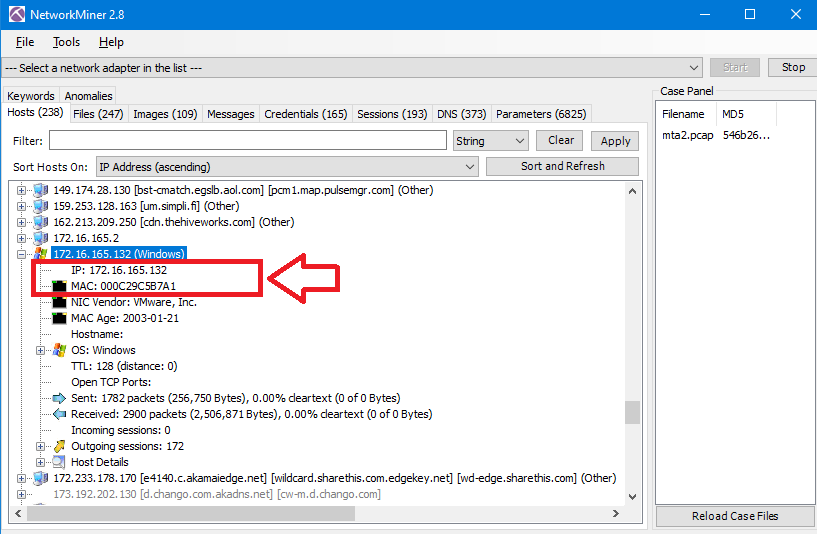 NetworkMiner 2.8
File Tools Help
--- Select a network adapter in the list --- Start Stop
Keywords Anomalies
Hosts (238) Files (247) Images (109) Messages Credentials (165) Sessions (193) DNS (373) Parameters (6825)
Filter: String Clear Apply
Sort Hosts On: IP Address (ascending) Sort and Refresh
149.174.28.130 [bst-cmatch.egslb.aol.com] [pcm1.map.pulsemgr.com] (Other)
159.253.128.163 [um.simpli.fi] (Other)
162.213.209.250 [cdn.thehiveworks.com] (Other)
172.16.165.2
172.16.165.132 (Windows)
IP: 172.16.165.132
MAC: 000C29C5B7A1
NIC Vendor: VMware, Inc.
MAC Age: 2003-01-21
Hostname:
OS: Windows
TTL: 128 (distance: 0)
Open TCP Ports:
Sent: 1782 packets (256,750 Bytes), 0.00% cleartext (0 of 0 Bytes)
Received: 2900 packets (2,506,871 Bytes), 0.00% cleartext (0 of 0 Bytes)
Incoming sessions: 0
Outgoing sessions: 172
Host Details
172.233.178.170 [e4140.c.akamaiedge.net] [wildcard.sharethis.com.edgekey.net] [wd-edge.sharethis.com] (Other)
173.192.202.130 [d.chango.com.akadns.net] [cw-m.d.chango.com]
Case Panel
Filename MD5
mta2.pcap 546b26...
Reload Case Files